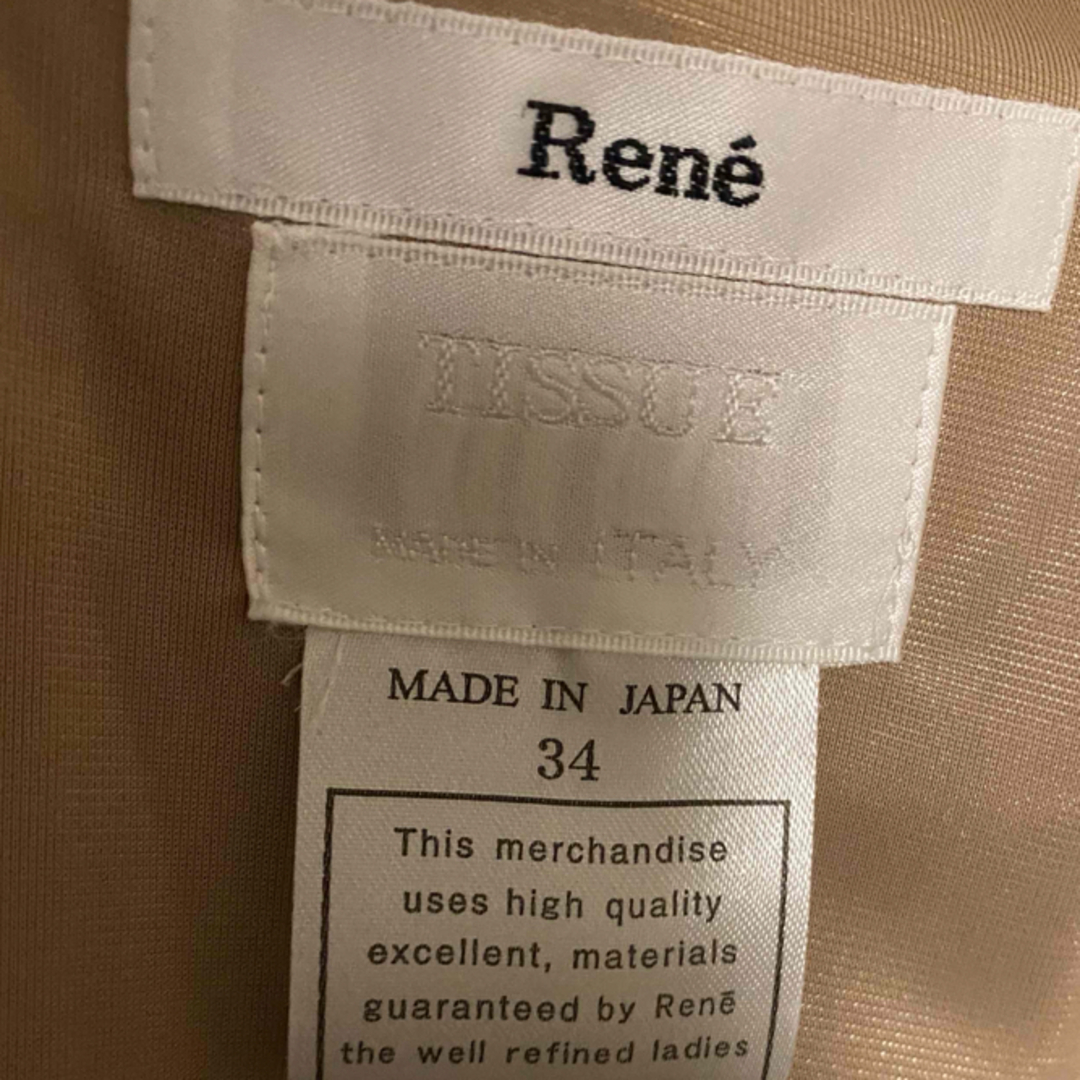 René
TISSUE
MADE IN ITALY
MADE IN JAPAN
34
This merchandise
uses high quality
excellent, materials
guaranteed by Renē
the well refined ladies